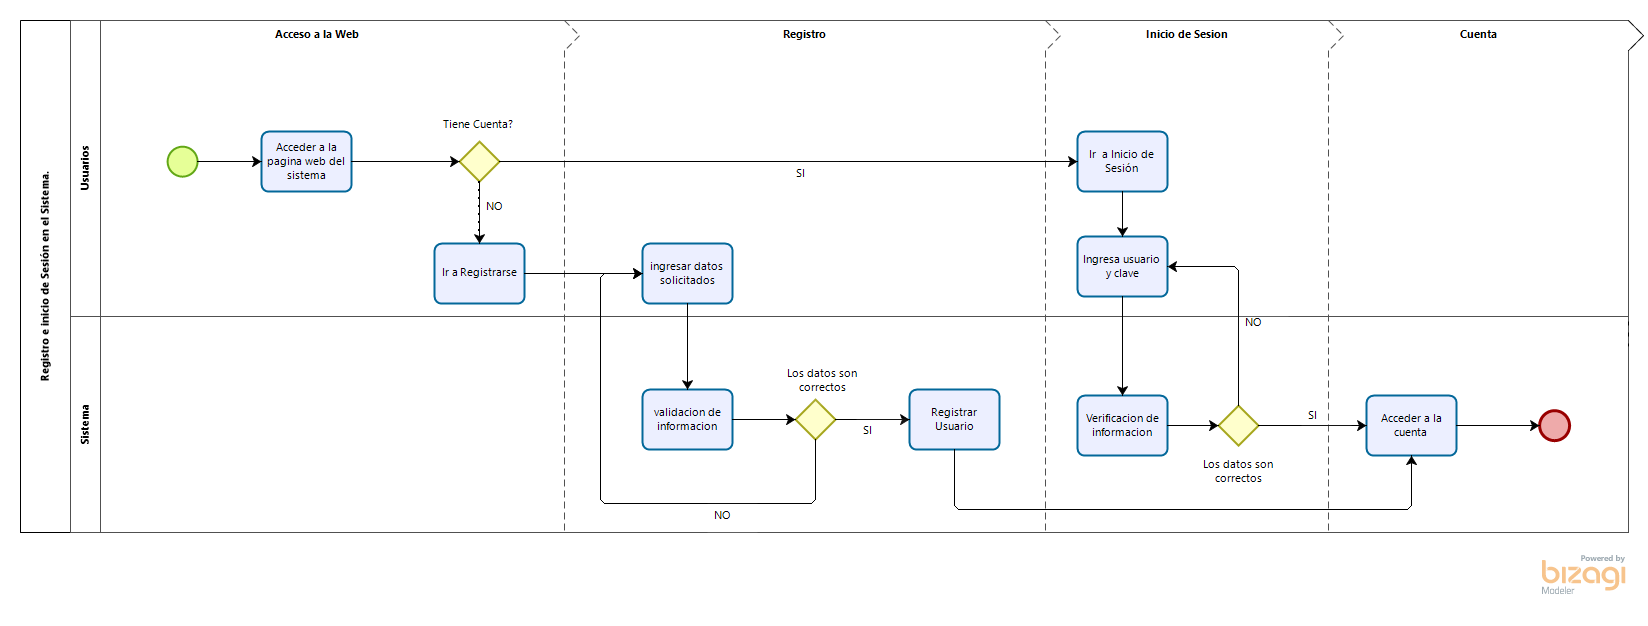 Acceso a la Web
Registro
Inicio de Sesion
Cuenta
Registro e inicio de Sesión en el Sistema.
Usuarios
Acceder a la
pagina web del
sistema
Tiene Cuenta?
SI
NO
Ir a Registrarse
ingresar datos
solicitados
Ir a Inicio de
Sesión
Ingresa usuario
y clave
NO
Sistema
validacion de
informacion
Los datos son
correctos
SI
NO
Registrar
Usuario
Verificacion de
informacion
Los datos son
correctos
SI
Acceder a la
cuenta
Powered by
bizagi
Modeler